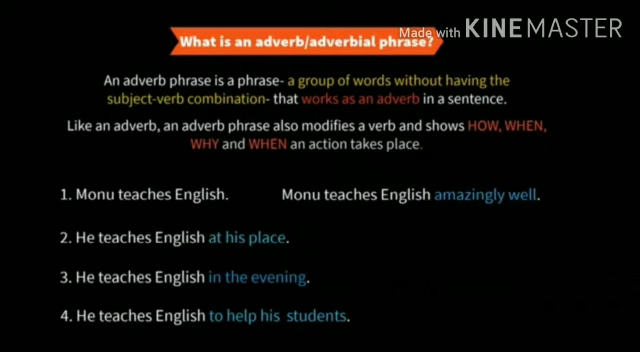 Made with KINEMASTER
What is an adverb/adverbial phrase?
An adverb phrase is a phrase- a group of words without having the
subject-verb combination- that works as an adverb in a sentence.
Like an adverb, an adverb phrase also modifies a verb and shows HOW, WHEN,
WHY and WHEN an action takes place.
1. Monu teaches English. Monu teaches English amazingly well.
2. He teaches English at his place.
3. He teaches English in the evening.
4. He teaches English to help his students.